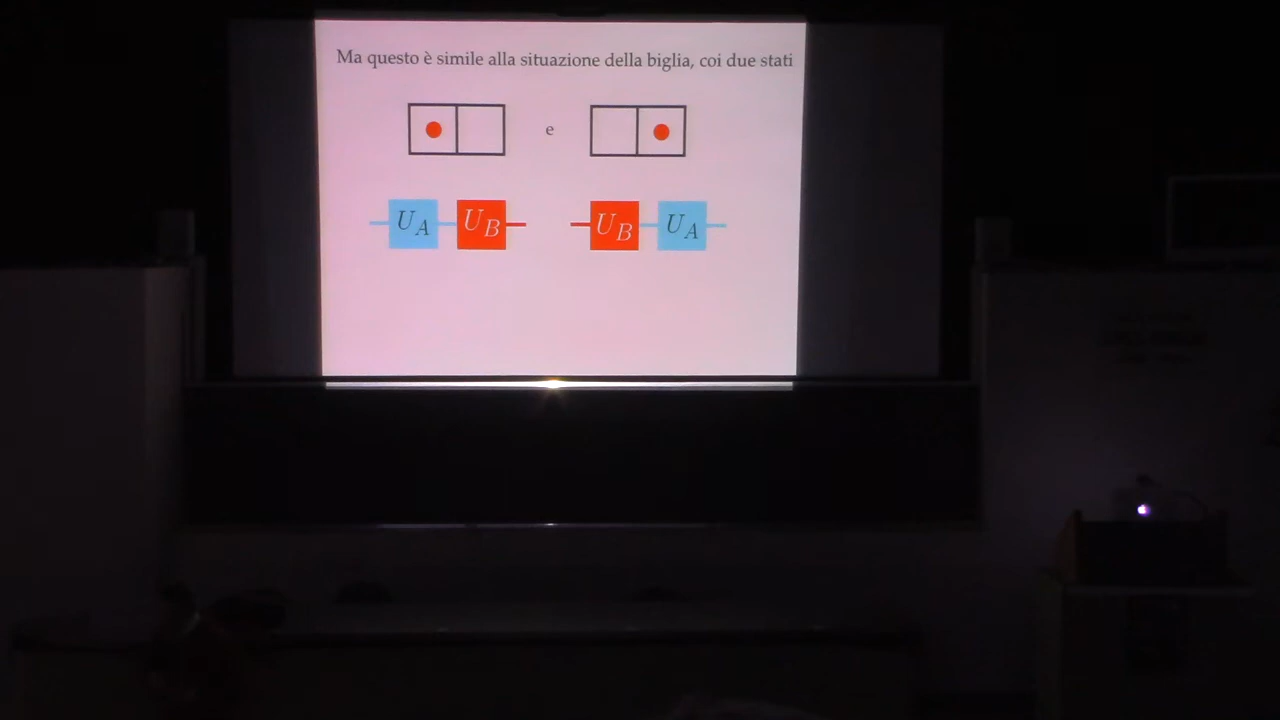 Ma questo è simile alla situazione della biglia, coi due stati
e
U_A U_B U_B U_A